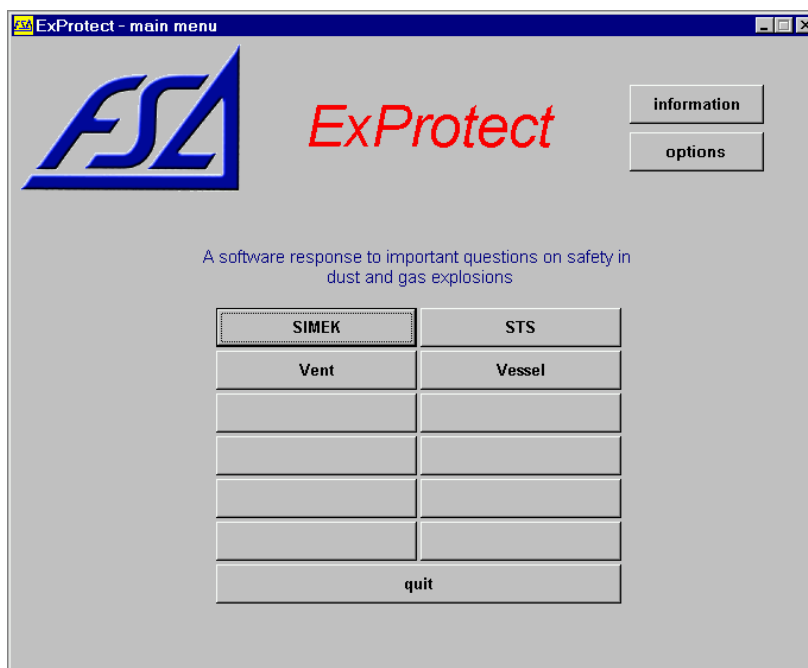 FSA ExProtect - main menu
FSA
ExProtect
information
options
A software response to important questions on safety in
dust and gas explosions
SIMEK STS
Vent Vessel
quit